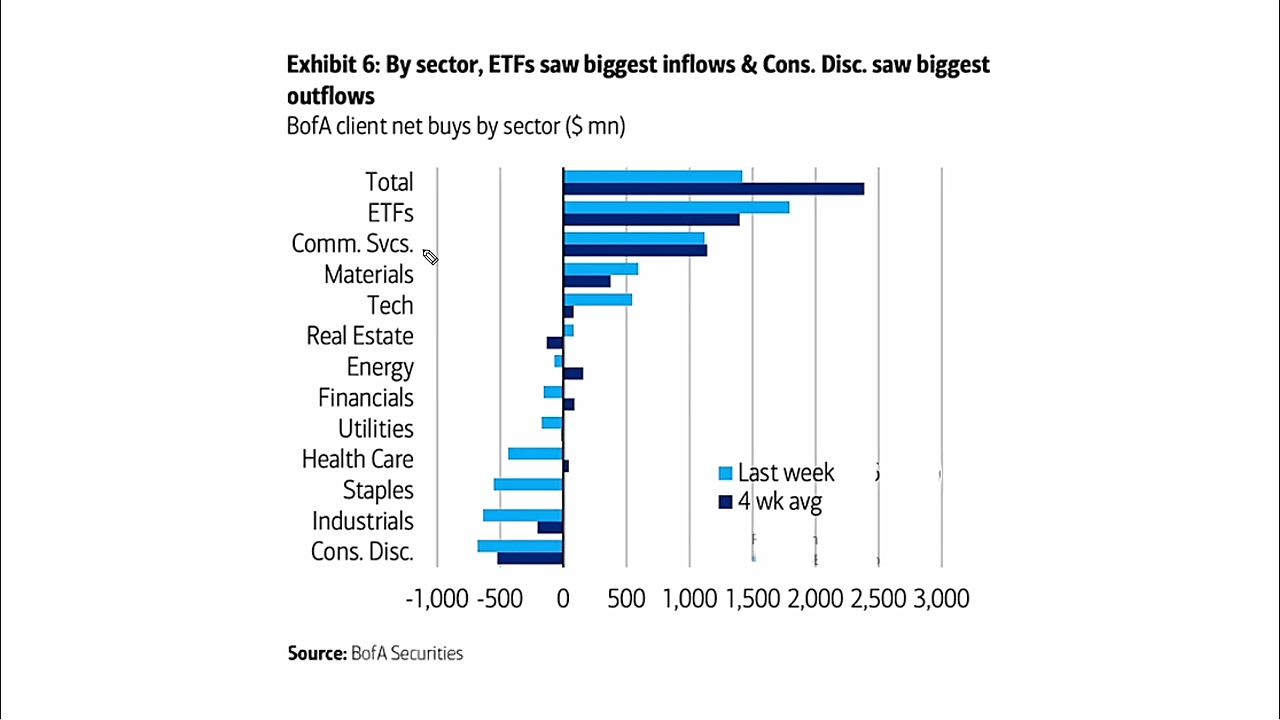 Exhibit 6: By sector, ETFs saw biggest inflows & Cons. Disc. saw biggest
outflows
BofA client net buys by sector ($ mn)
Total
ETFs
Comm. Svcs.
Materials
Tech
Real Estate
Energy
Financials
Utilities
Health Care
Staples
Industrials
Cons. Disc.
Last week
4 wk avg
-1,000 -500 0 500 1,000 1,500 2,000 2,500 3,000
Source: BofA Securities